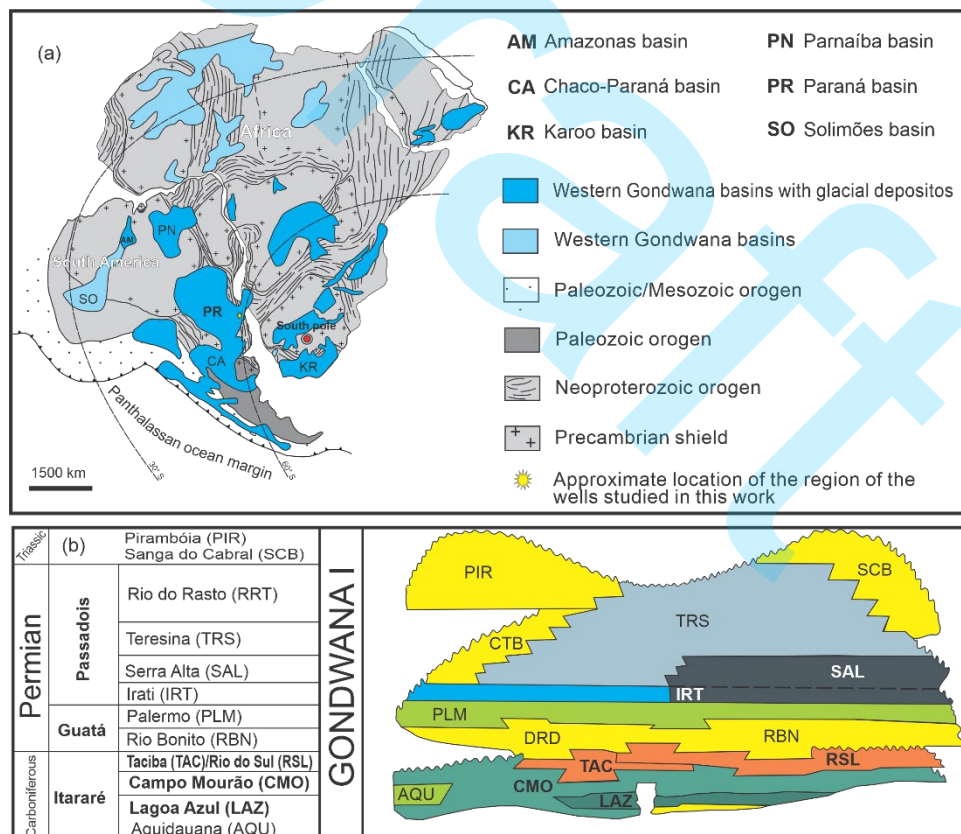 (a)
AM Amazonas basin
PN Parnaíba basin
CA Chaco-Paraná basin
PR Paraná basin
KR Karoo basin
SO Solimões basin
Western Gondwana basins with glacial depositos
Western Gondwana basins
Paleozoic/Mesozoic orogen
Paleozoic orogen
Neoproterozoic orogen
Precambrian shield
Approximate location of the region of the
wells studied in this work
Africa
South America
AM
PN
SO
PR
CA
South pole
KR
Panthalassan ocean margin
30° S
60° S
1500 km
(b)
Triassic
Pirambóia (PIR)
Sanga do Cabral (SCB)
Permian
Passadois
Rio do Rasto (RRT)
Teresina (TRS)
Serra Alta (SAL)
Irati (IRT)
Guatá
Palermo (PLM)
Rio Bonito (RBN)
Carboniferous
Itararé
Taciba (TAC)/Rio do Sul (RSL)
Campo Mourão (CMO)
Lagoa Azul (LAZ)
Aquidauana (AQU)
GONDWANA I
PIR
SCB
CTB
TRS
SAL
IRT
PLM
DRD
RBN
TAC
RSL
CMO
AQU
LAZ